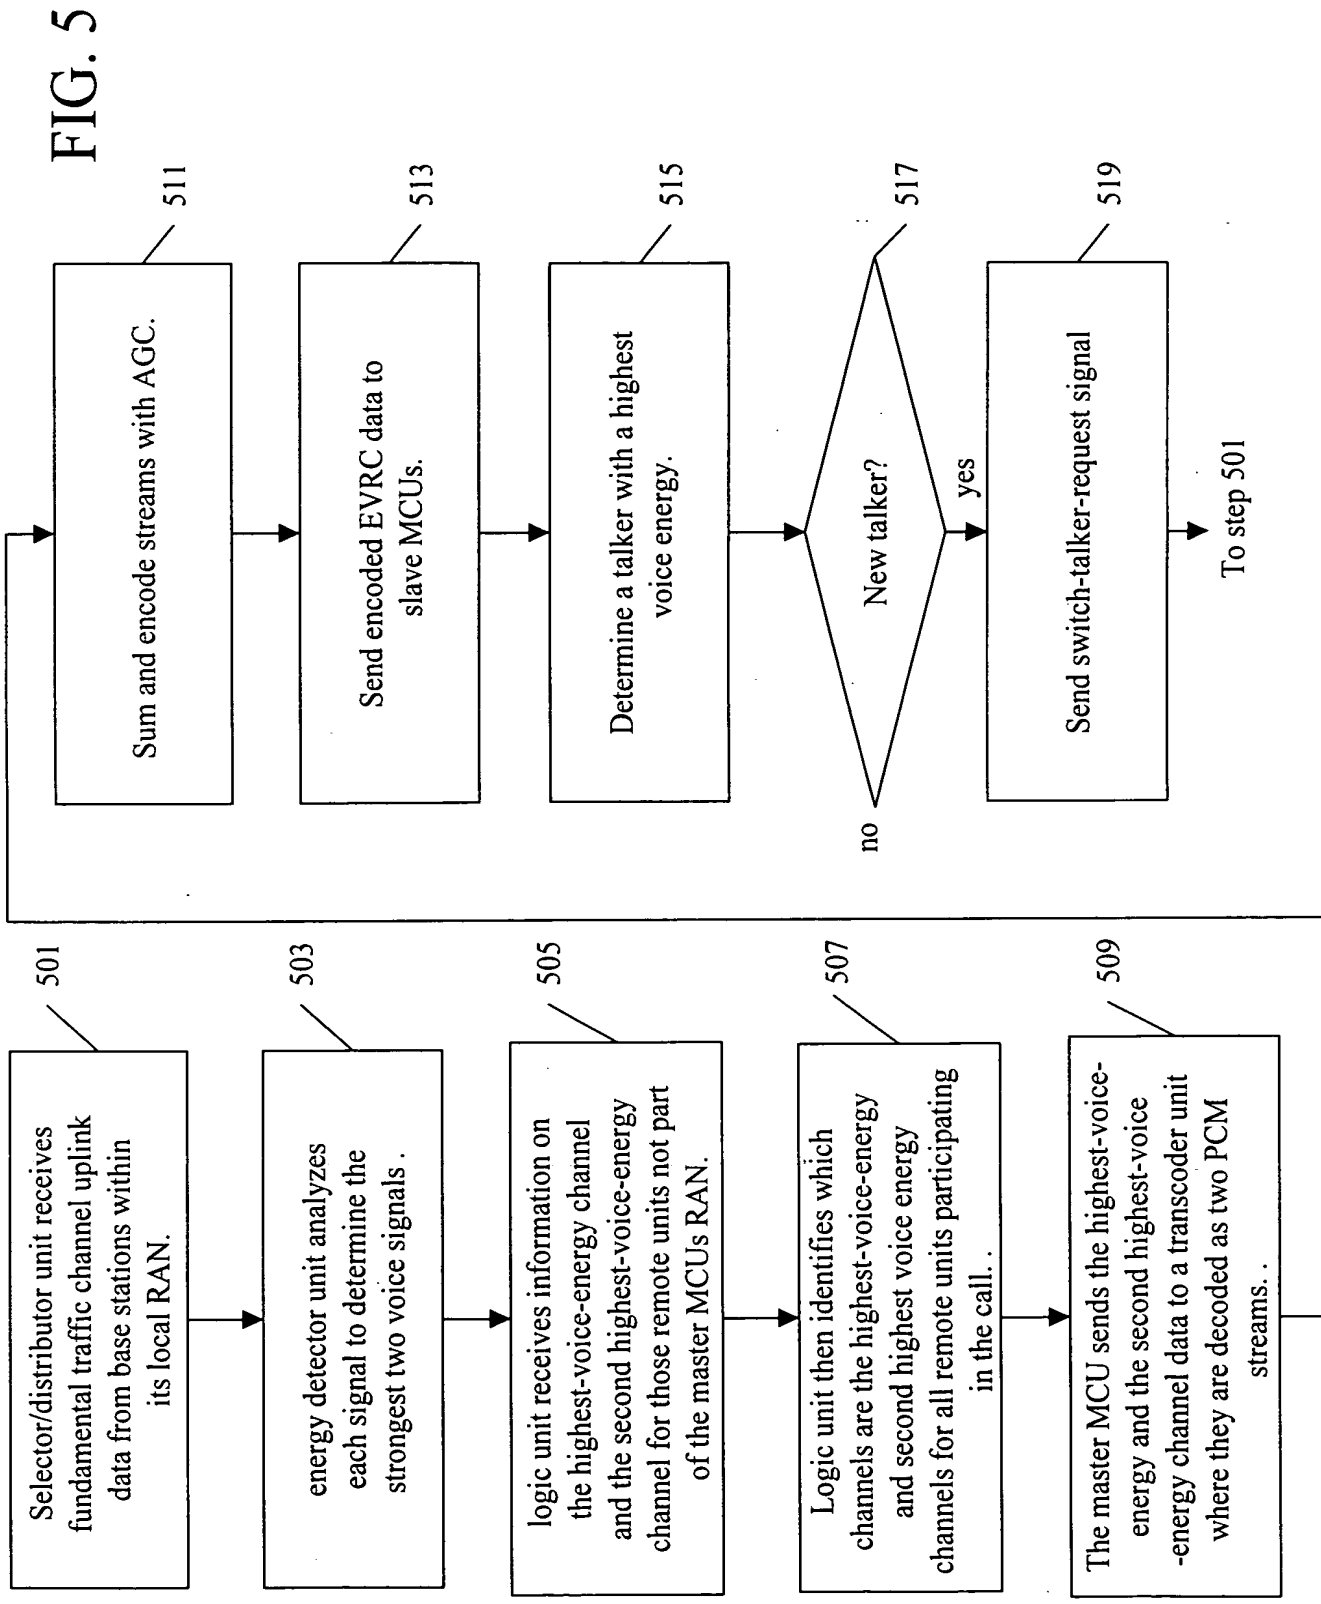 FIG. 5
501
Selector/distributor unit receives
fundamental traffic channel uplink
data from base stations within
its local RAN.
503
energy detector unit analyzes
each signal to determine the
strongest two voice signals .
505
logic unit receives information on
the highest-voice-energy channel
and the second highest-voice-energy
channel for those remote units not part
of the master MCUs RAN.
507
Logic unit then identifies which
channels are the highest-voice-energy
and second highest voice energy
channels for all remote units participating
in the call. .
509
The master MCU sends the highest-voice-
energy and the second highest-voice
-energy channel data to a transcoder unit
where they are decoded as two PCM
streams. .
511
Sum and encode streams with AGC.
513
Send encoded EVRC data to
slave MCUs.
515
Determine a talker with a highest
voice energy.
517
New talker?
no
yes
519
Send switch-talker-request signal
To step 501